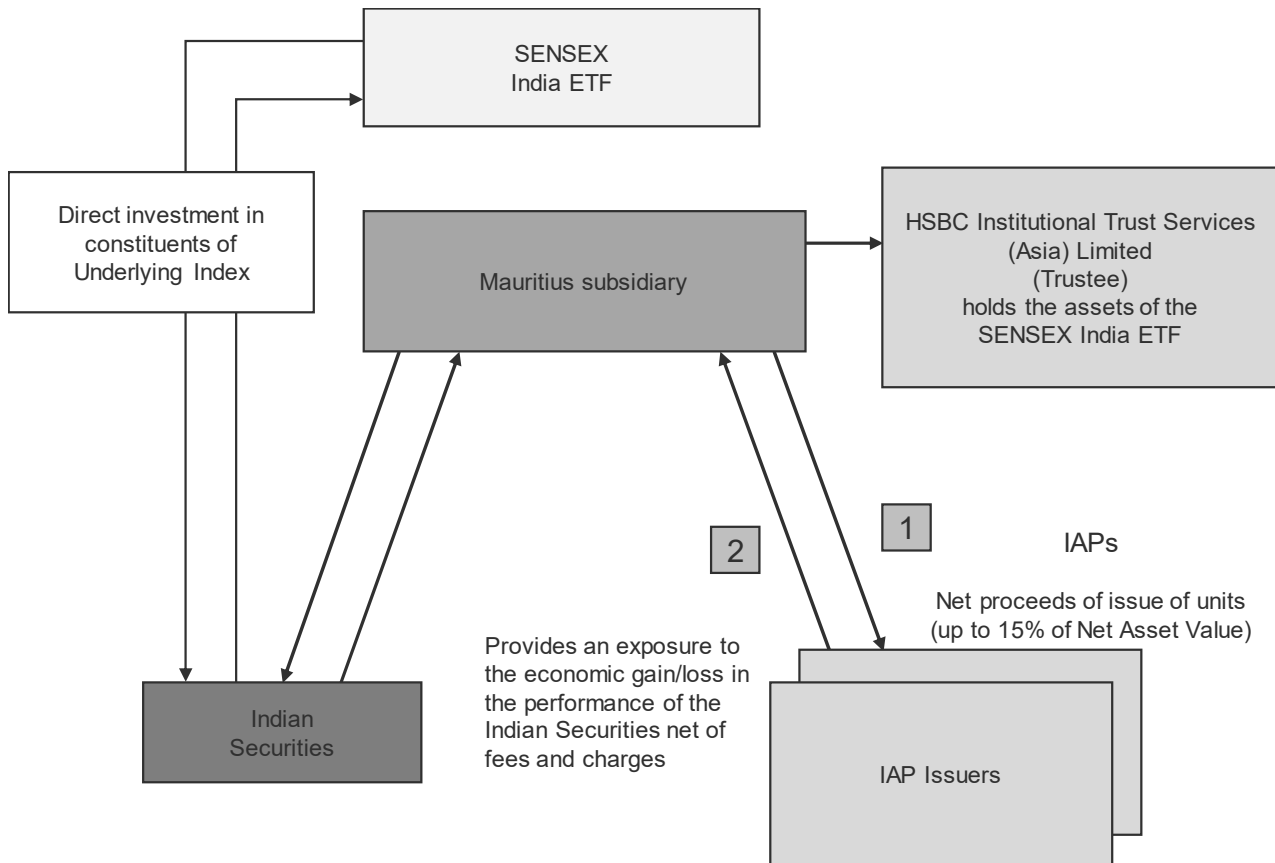 SENSEX
India ETF
Direct investment in
constituents of
Underlying Index
Mauritius subsidiary
HSBC Institutional Trust Services
(Asia) Limited
(Trustee)
holds the assets of the
SENSEX India ETF
2
1
IAPs
Net proceeds of issue of units
(up to 15% of Net Asset Value)
Provides an exposure to
the economic gain/loss in
the performance of the
Indian Securities net of
fees and charges
Indian
Securities
IAP Issuers